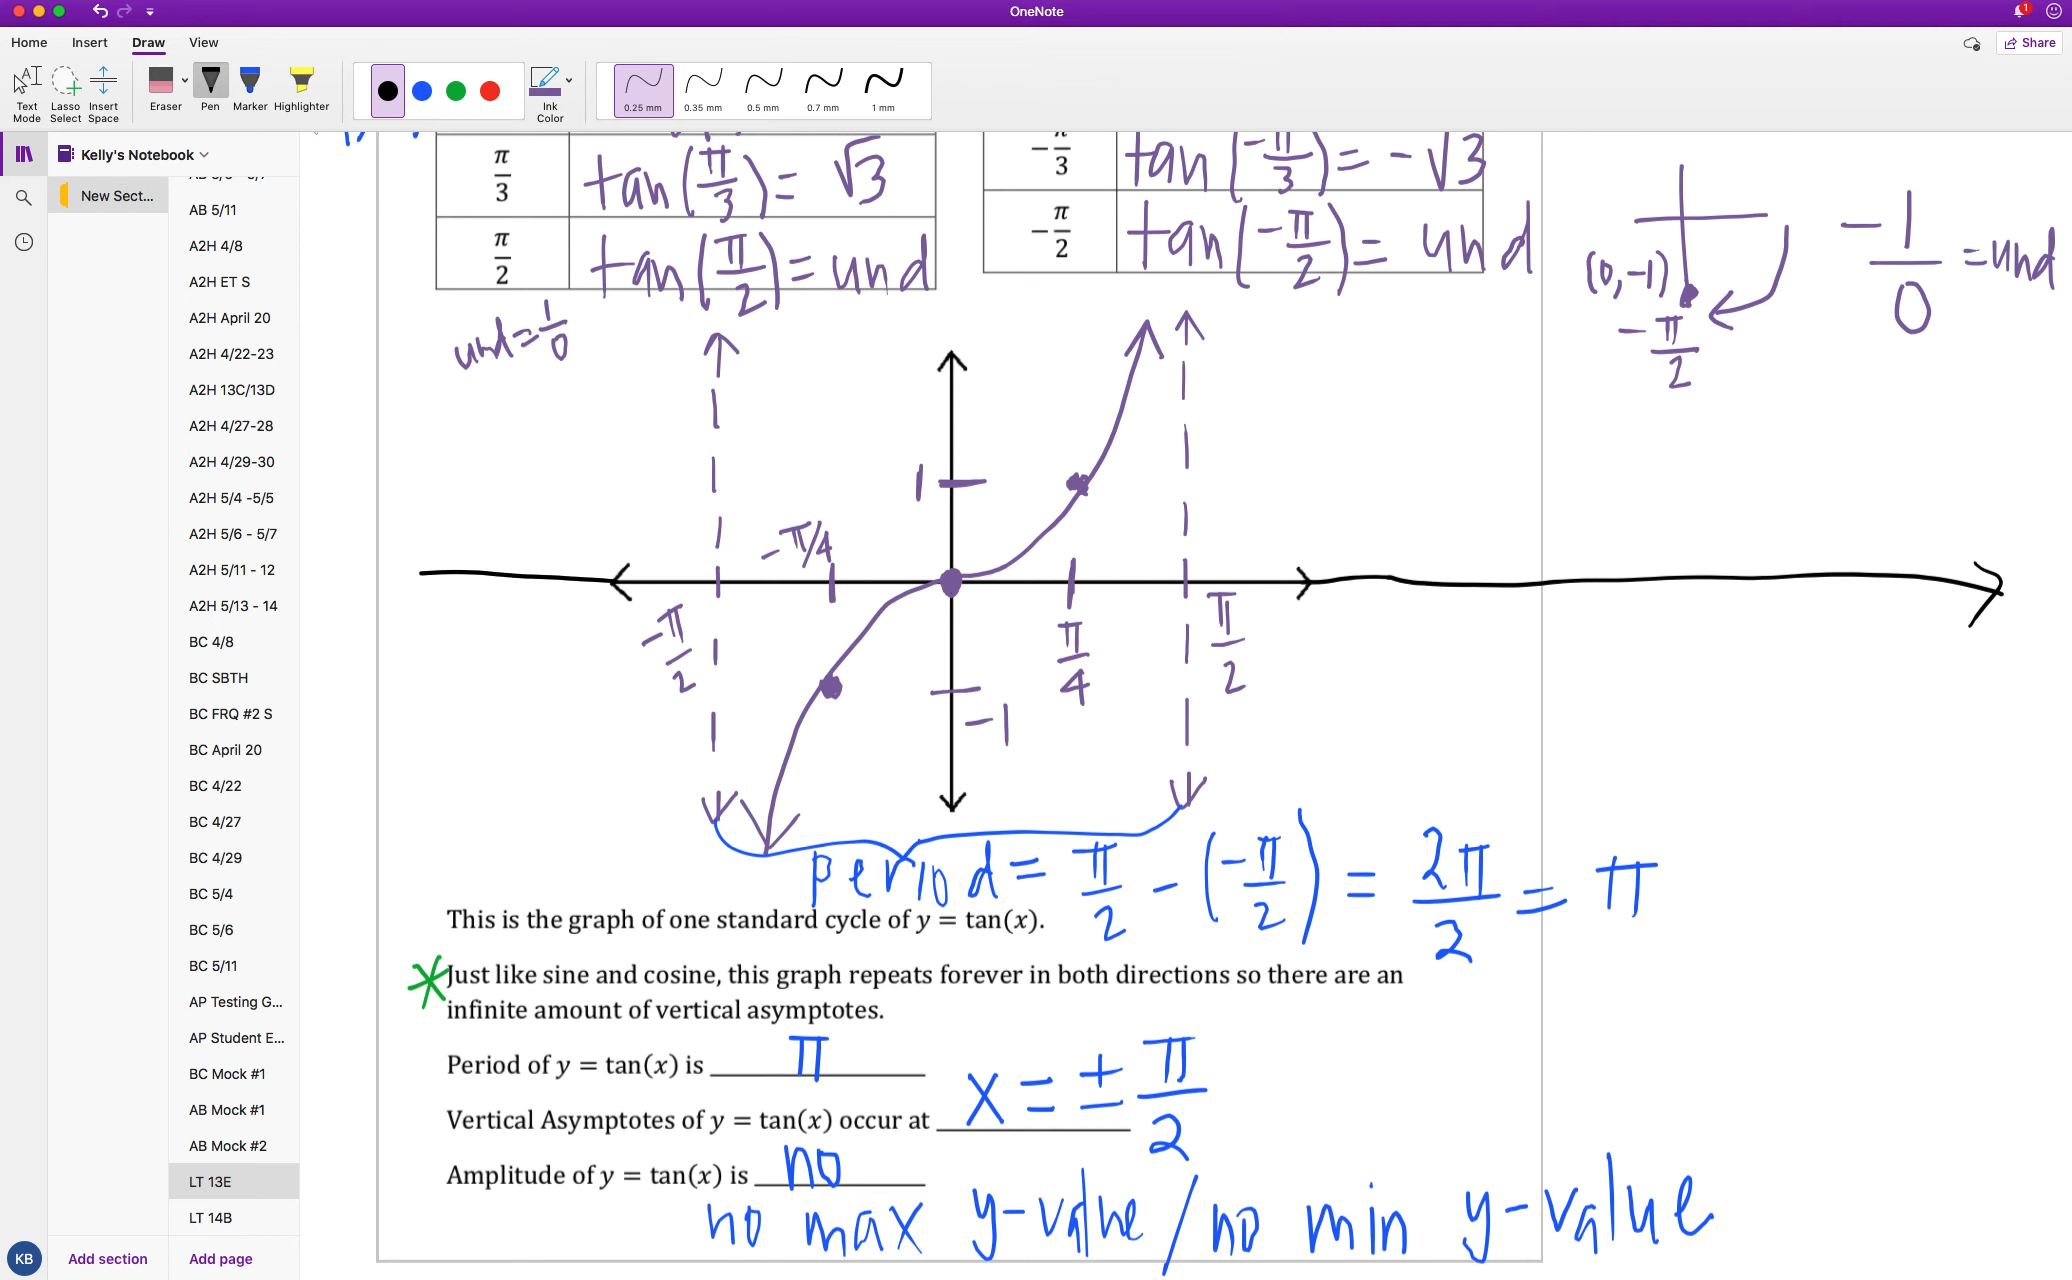 OneNote
1
Home Insert Draw View
Share
Text Mode
Lasso Select
Insert Space
Eraser
Pen
Marker
Highlighter
Ink Color
0.25 mm
0.35 mm
0.5 mm
0.7 mm
1 mm
Kelly's Notebook
New Sect...
AB 5/11
A2H 4/8
A2H ET S
A2H April 20
A2H 4/22-23
A2H 13C/13D
A2H 4/27-28
A2H 4/29-30
A2H 5/4 -5/5
A2H 5/6 - 5/7
A2H 5/11 - 12
A2H 5/13 - 14
BC 4/8
BC SBTH
BC FRQ #2 S
BC April 20
BC 4/22
BC 4/27
BC 4/29
BC 5/4
BC 5/6
BC 5/11
AP Testing G...
AP Student E...
BC Mock #1
AB Mock #1
AB Mock #2
LT 13E
LT 14B
KB
Add section
Add page
π/3 tan(π/3) = √3
π/2 tan(π/2) = und
-π/3 tan(-π/3) = -√3
-π/2 tan(-π/2) = und
und = 1/0
(0,-1)
-π/2
-1/0 = und
1
-π/4
-π/2
π/4
π/2
-1
period = π/2 - (-π/2) = 2π/2 = π
This is the graph of one standard cycle of y = tan(x).
*Just like sine and cosine, this graph repeats forever in both directions so there are an
infinite amount of vertical asymptotes.
Period of y = tan(x) is π
Vertical Asymptotes of y = tan(x) occur at x = ± π/2
Amplitude of y = tan(x) is no
no max y-value / no min y-value